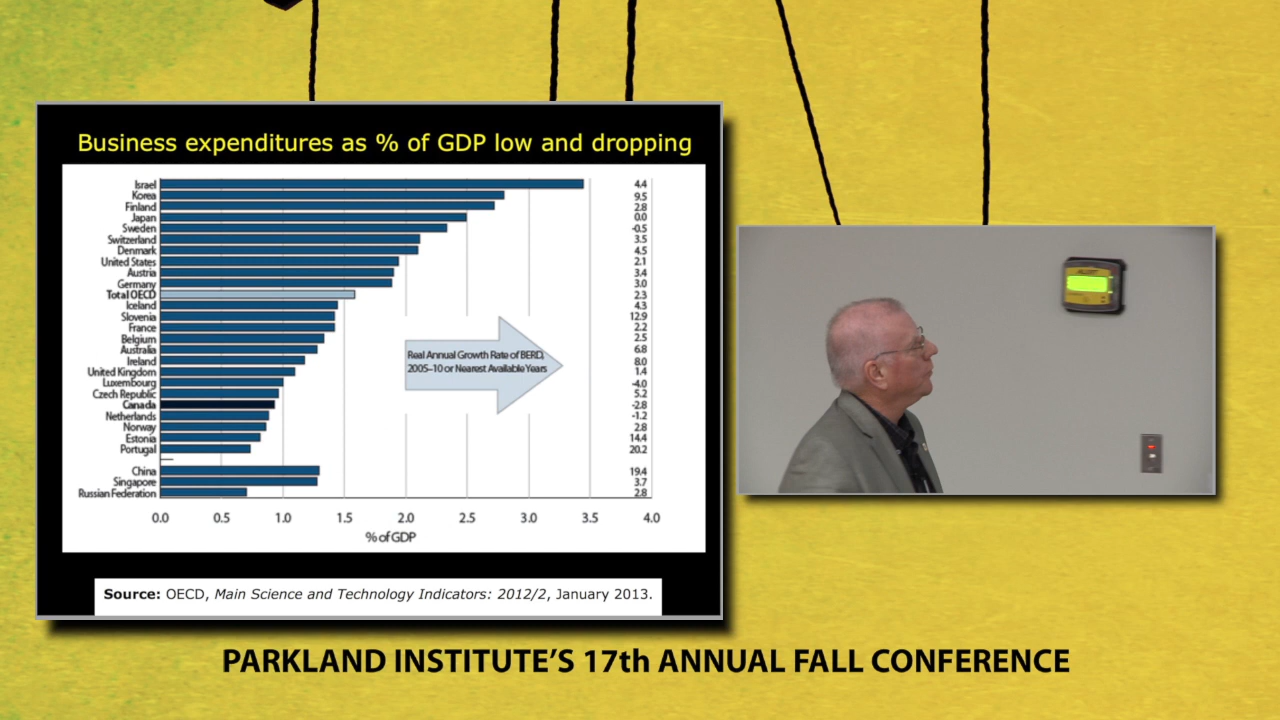 Business expenditures as % of GDP low and dropping
Israel 4.4
Korea 9.5
Finland 2.8
Japan 0.0
Sweden -0.5
Switzerland 3.5
Denmark 4.5
United States 2.1
Austria 3.4
Germany 3.0
Total OECD 2.3
Iceland 4.3
Slovenia 12.9
France 2.2
Belgium 2.5
Australia 6.8
Ireland 8.0
United Kingdom 1.4
Luxembourg -4.0
Czech Republic 5.2
Canada -2.8
Netherlands -1.2
Norway 2.8
Estonia 14.4
Portugal 20.2
China 19.4
Singapore 3.7
Russian Federation 2.8
Real Annual Growth Rate of BERD,
2005–10 or Nearest Available Years
0.0 0.5 1.0 1.5 2.0 2.5 3.0 3.5 4.0
% of GDP
Source: OECD, Main Science and Technology Indicators: 2012/2, January 2013.
PARKLAND INSTITUTE'S 17th ANNUAL FALL CONFERENCE